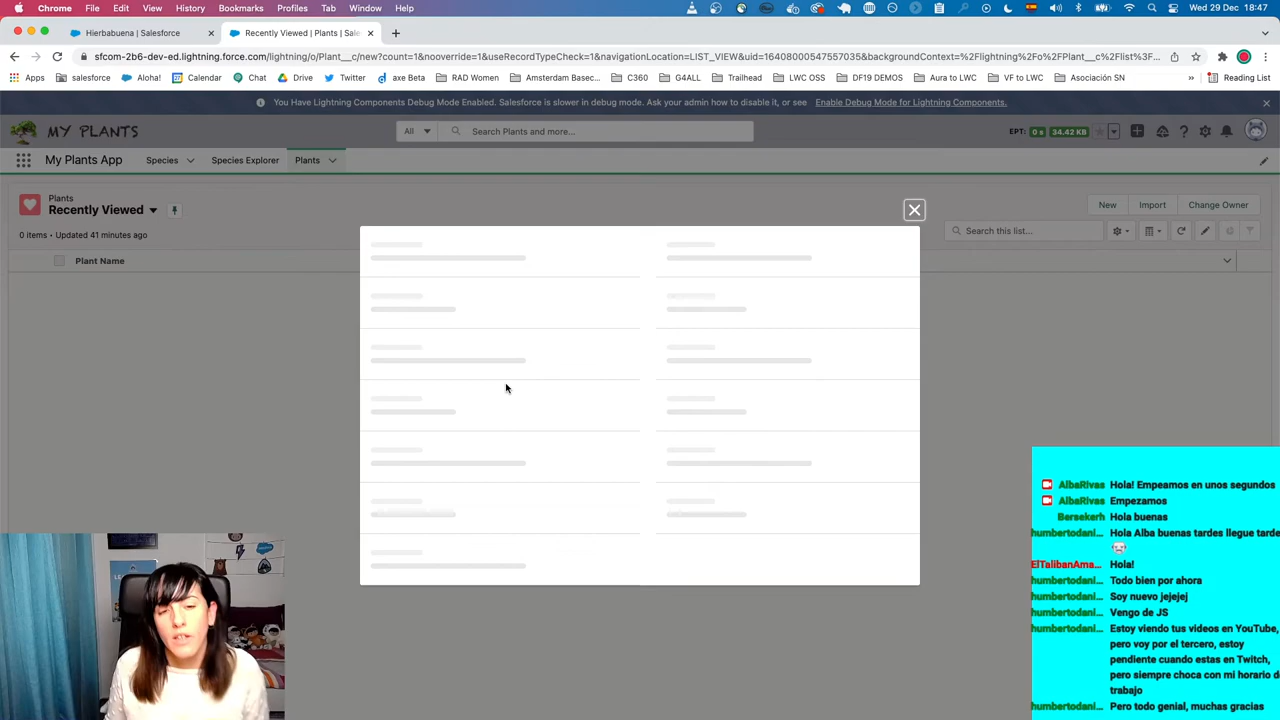 Chrome File Edit View History Bookmarks Profiles Tab Window Help
Wed 29 Dec 18:47
Hierbabuena | Salesforce
Recently Viewed | Plants | Sale
sfcom-2b6-dev-ed.lightning.force.com/lightning/o/Plant__c/new?count=1&nooverride=1&useRecordTypeCheck=1&navigationLocation=LIST_VIEW&uid=16408000547557035&backgroundContext=%2Flightning%2Fo%2FPlant__c%2Flist%3F...
Apps salesforce Aloha! Calendar Chat Drive Twitter axe Beta RAD Women Amsterdam Basec... C360 G4ALL Trailhead LWC OSS DF19 DEMOS Aura to LWC VF to LWC Asociación SN » Reading List
You Have Lightning Components Debug Mode Enabled. Salesforce is slower in debug mode. Ask your admin how to disable it, or see Enable Debug Mode for Lightning Components.
MY PLANTS
All Search Plants and more...
EPT: 0 s 34.42 KB
My Plants App Species Species Explorer Plants
Plants
Recently Viewed
New Import Change Owner
0 items • Updated 41 minutes ago
Search this list...
Plant Name
AlbaRivas Hola! Empeamos en unos segundos
AlbaRivas Empezamos
Bersekerh Hola buenas
humbertodani... Hola Alba buenas tardes llegue tarde
ElTalibanAma... Hola!
humbertodani... Todo bien por ahora
humbertodani... Soy nuevo jejejej
humbertodani... Vengo de JS
humbertodani... Estoy viendo tus videos en YouTube,
pero voy por el tercero, estoy
pendiente cuando estas en Twitch,
pero siempre choca con mi horario d
trabajo
humbertodani... Pero todo genial, muchas gracias